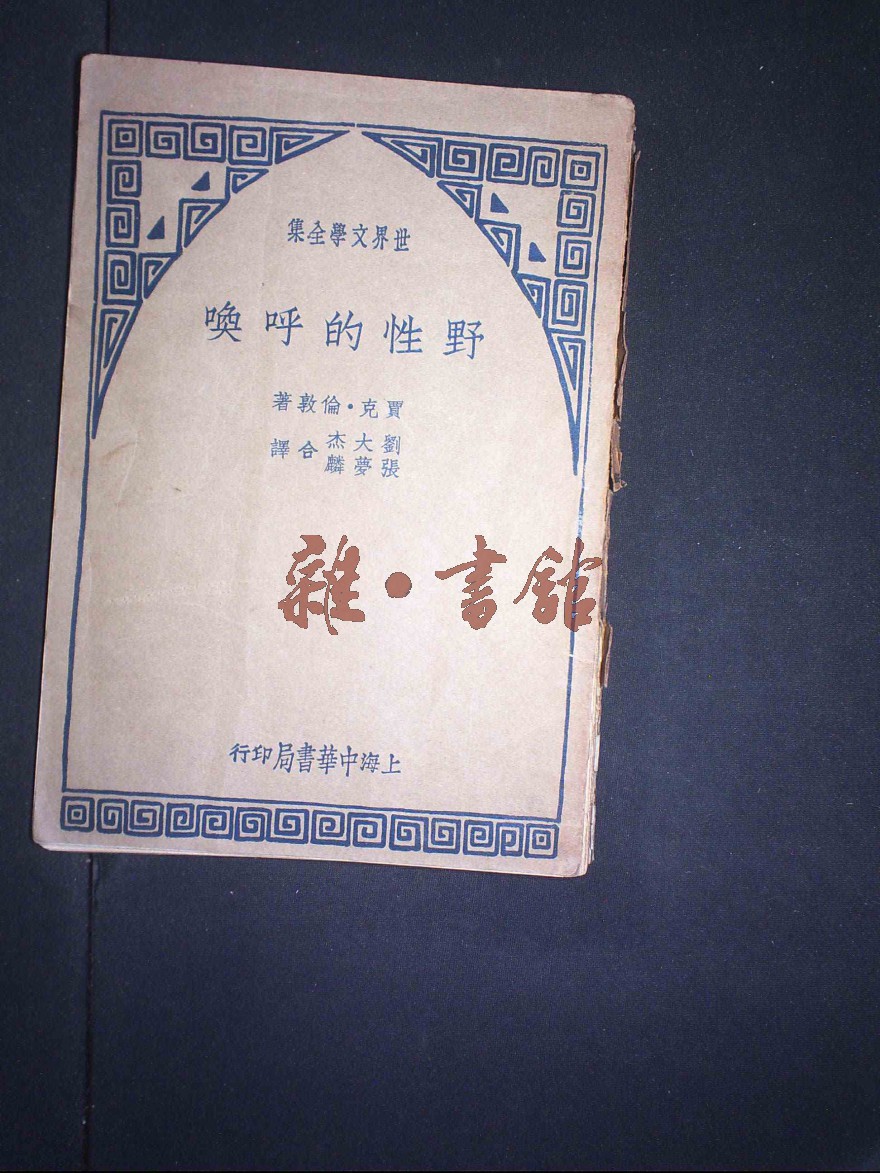 世界文學全集
野性的呼喚
賈克·倫敦著
劉大杰
張夢麟
合譯
雜·書館
上海中華書局印行